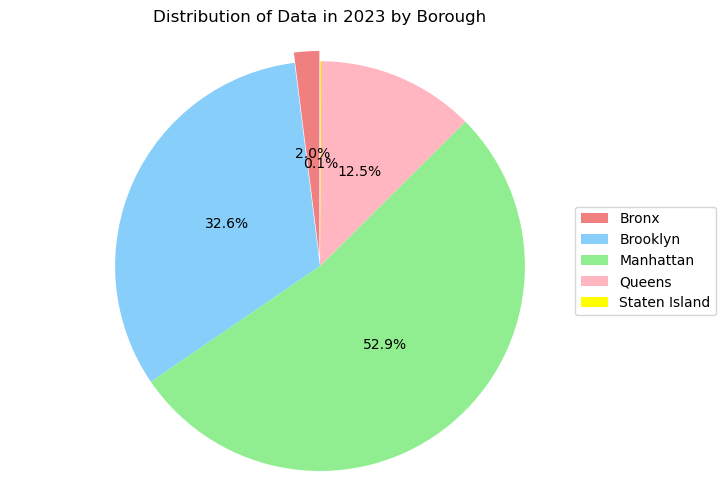 Distribution of Data in 2023 by Borough
2.0%
0.1%
12.5%
32.6%
52.9%
Bronx
Brooklyn
Manhattan
Queens
Staten Island